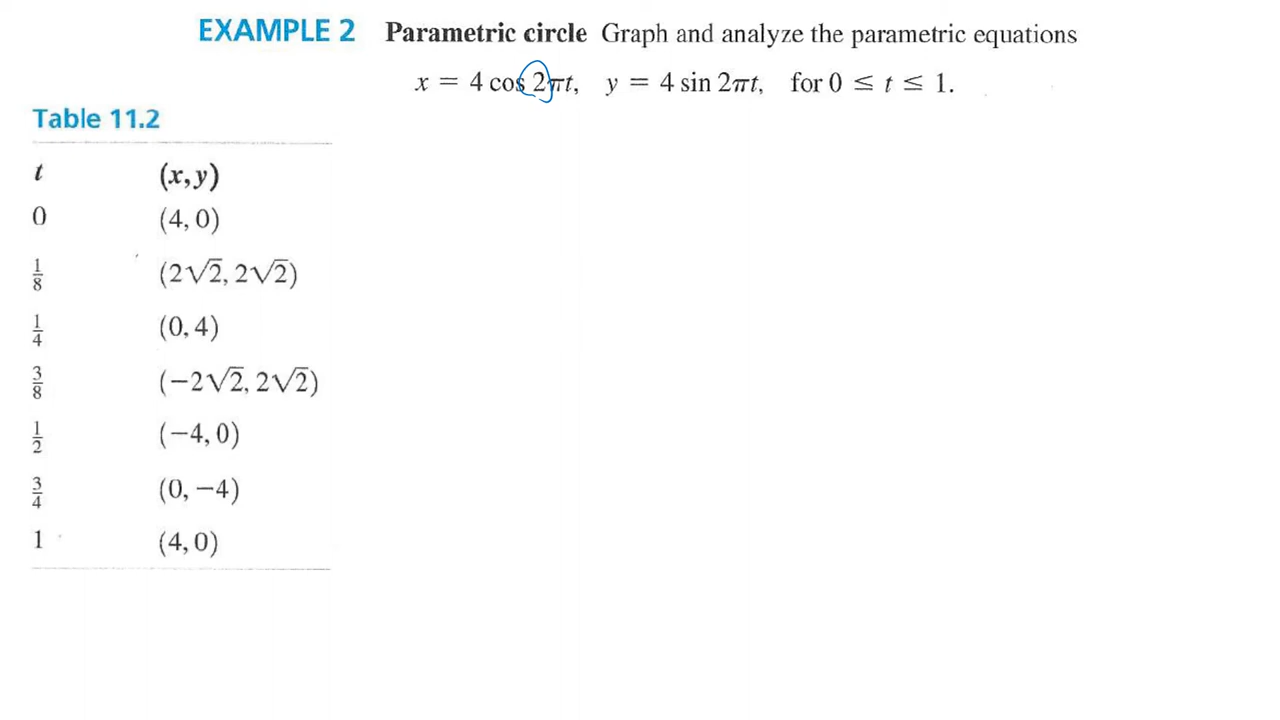 EXAMPLE 2 Parametric circle Graph and analyze the parametric equations
x = 4 cos 2πt, y = 4 sin 2πt, for 0 ≤ t ≤ 1.
Table 11.2
t (x, y)
0 (4, 0)
1/8 (2√2, 2√2)
1/4 (0, 4)
3/8 (−2√2, 2√2)
1/2 (−4, 0)
3/4 (0, −4)
1 (4, 0)